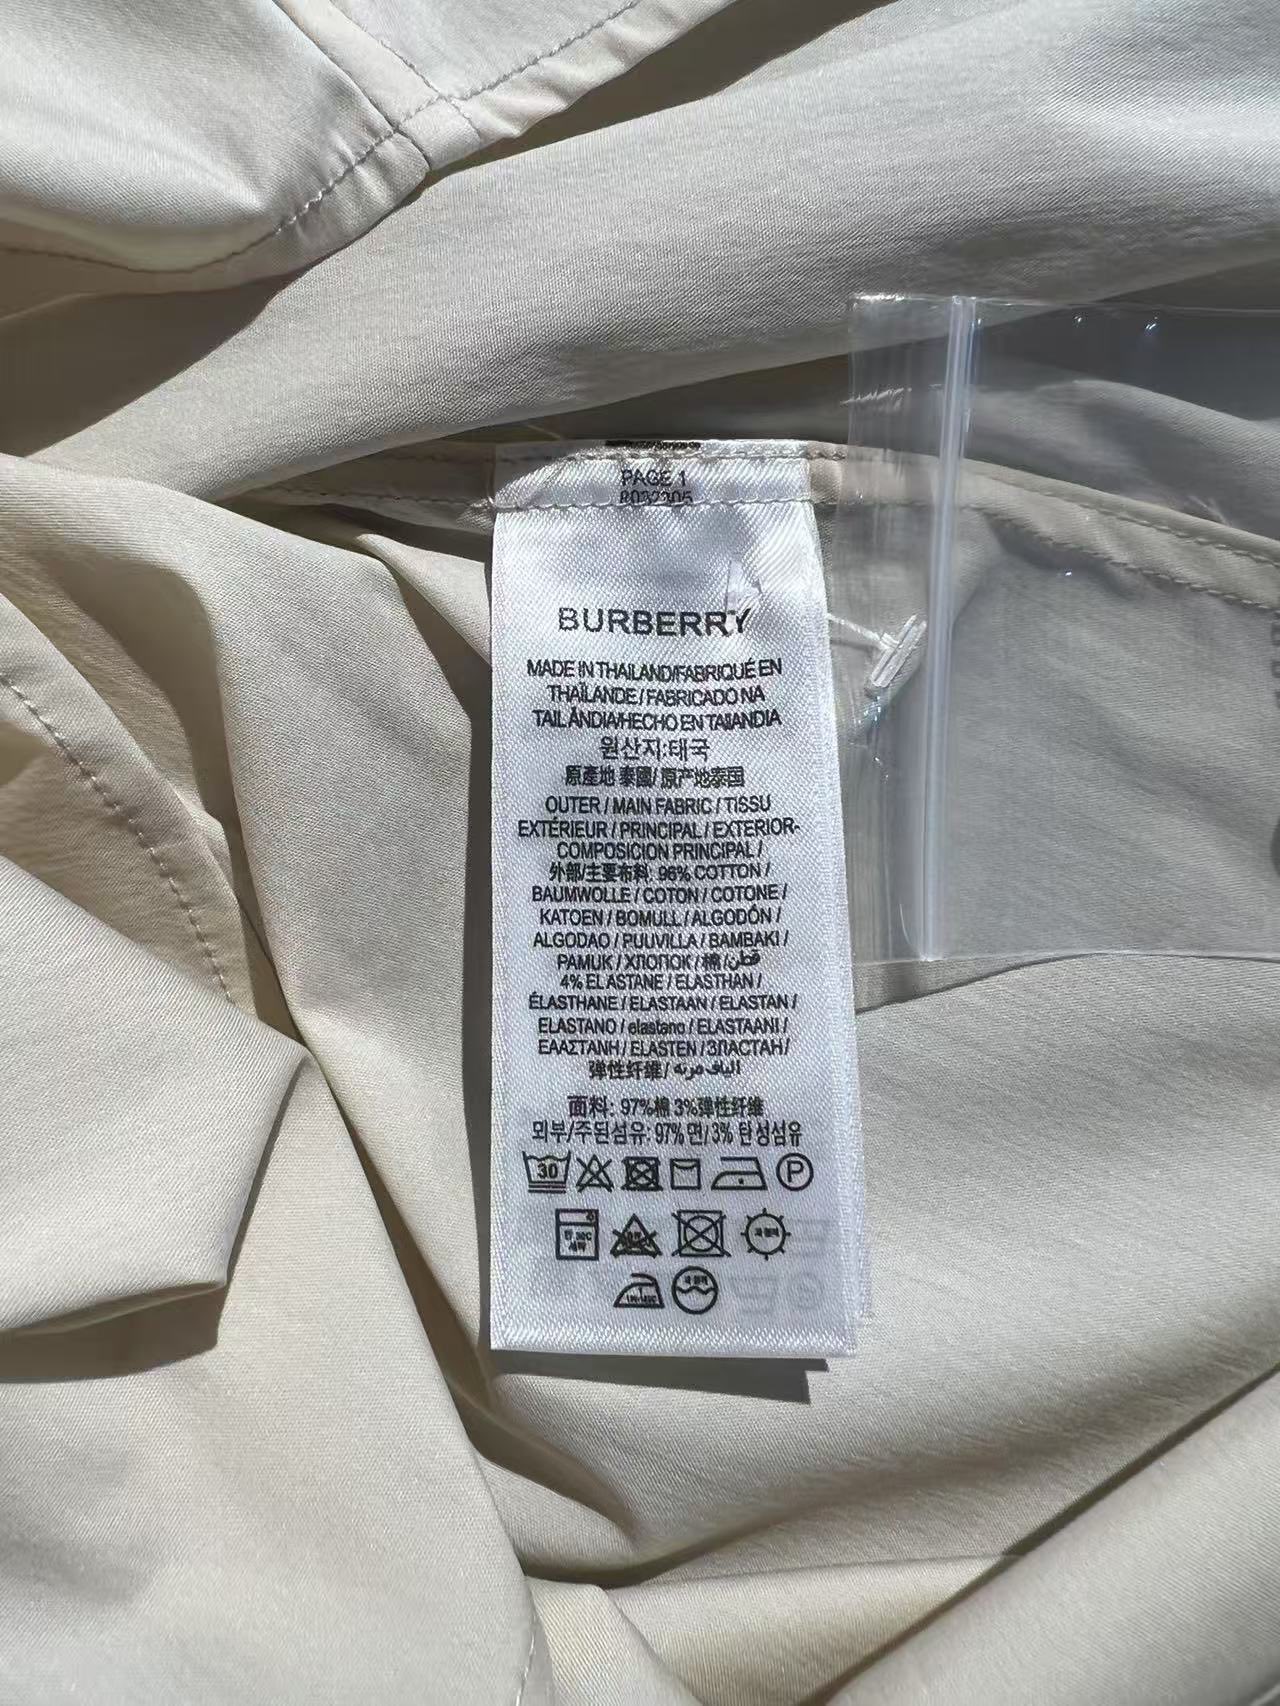 PAGE 1
8032305
BURBERRY
MADE IN THAILAND/FABRIQUÉ EN
THAÏLANDE / FABRICADO NA
TAILÂNDIA/HECHO EN TAILANDIA
원산지:태국
原產地 泰國/ 原产地泰国
OUTER / MAIN FABRIC / TISSU
EXTÉRIEUR / PRINCIPAL / EXTERIOR-
COMPOSICION PRINCIPAL /
外部/主要布料: 96% COTTON /
BAUMWOLLE / COTON / COTONE /
KATOEN / BOMULL / ALGODÓN /
ALGODAO / PUUVILLA / BAMBAKI /
PAMUK / ХЛОПОК / 棉 / قطن
4% ELASTANE / ELASTHAN /
ÉLASTHANE / ELASTAAN / ELASTAN /
ELASTANO / elastano / ELASTAANI /
ΕΛΑΣΤΑΝΗ / ELASTEN / ЗПАСТАН /
弹性纤维 / الياف مرنه
面料: 97%棉 3%弹性纤维
외부/주된섬유: 97% 면/ 3% 탄성섬유
30 P